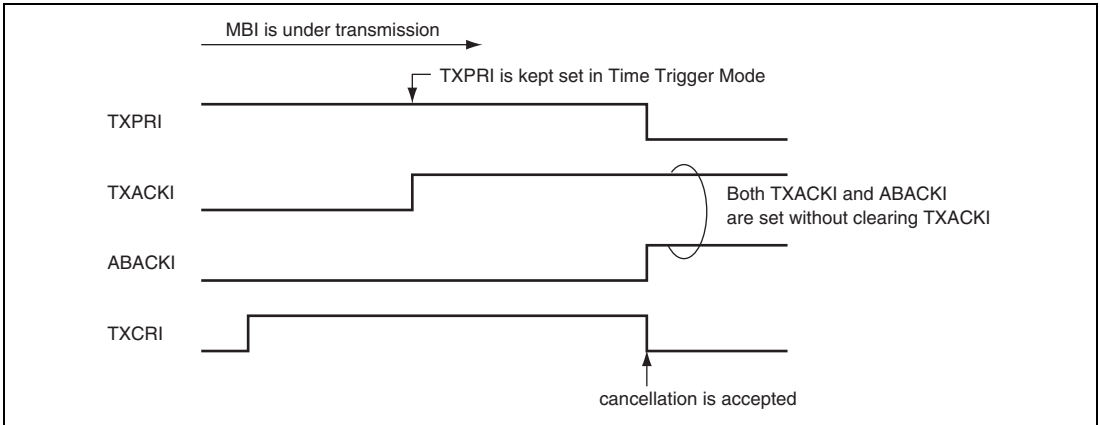 MBI is under transmission
TXPRI is kept set in Time Trigger Mode
TXPRI
TXACKI
Both TXACKI and ABACKI
are set without clearing TXACKI
ABACKI
TXCRI
cancellation is accepted